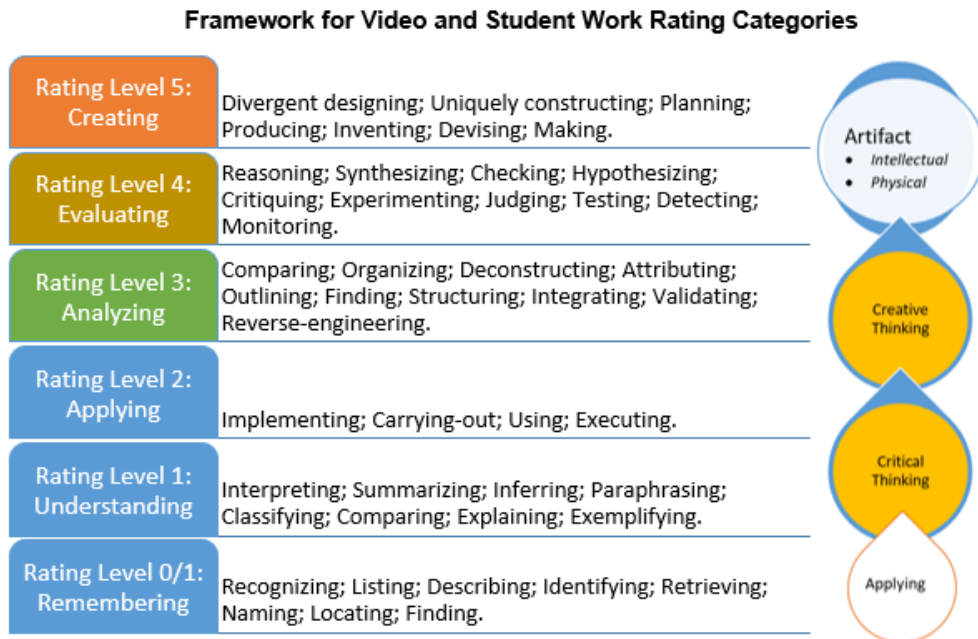 Framework for Video and Student Work Rating Categories
Rating Level 5:
Creating
Divergent designing; Uniquely constructing; Planning;
Producing; Inventing; Devising; Making.
Rating Level 4:
Evaluating
Reasoning; Synthesizing; Checking; Hypothesizing;
Critiquing; Experimenting; Judging; Testing; Detecting;
Monitoring.
Rating Level 3:
Analyzing
Comparing; Organizing; Deconstructing; Attributing;
Outlining; Finding; Structuring; Integrating; Validating;
Reverse-engineering.
Rating Level 2:
Applying
Implementing; Carrying-out; Using; Executing.
Rating Level 1:
Understanding
Interpreting; Summarizing; Inferring; Paraphrasing;
Classifying; Comparing; Explaining; Exemplifying.
Rating Level 0/1:
Remembering
Recognizing; Listing; Describing; Identifying; Retrieving;
Naming; Locating; Finding.
Artifact
• Intellectual
• Physical
Creative
Thinking
Critical
Thinking
Applying